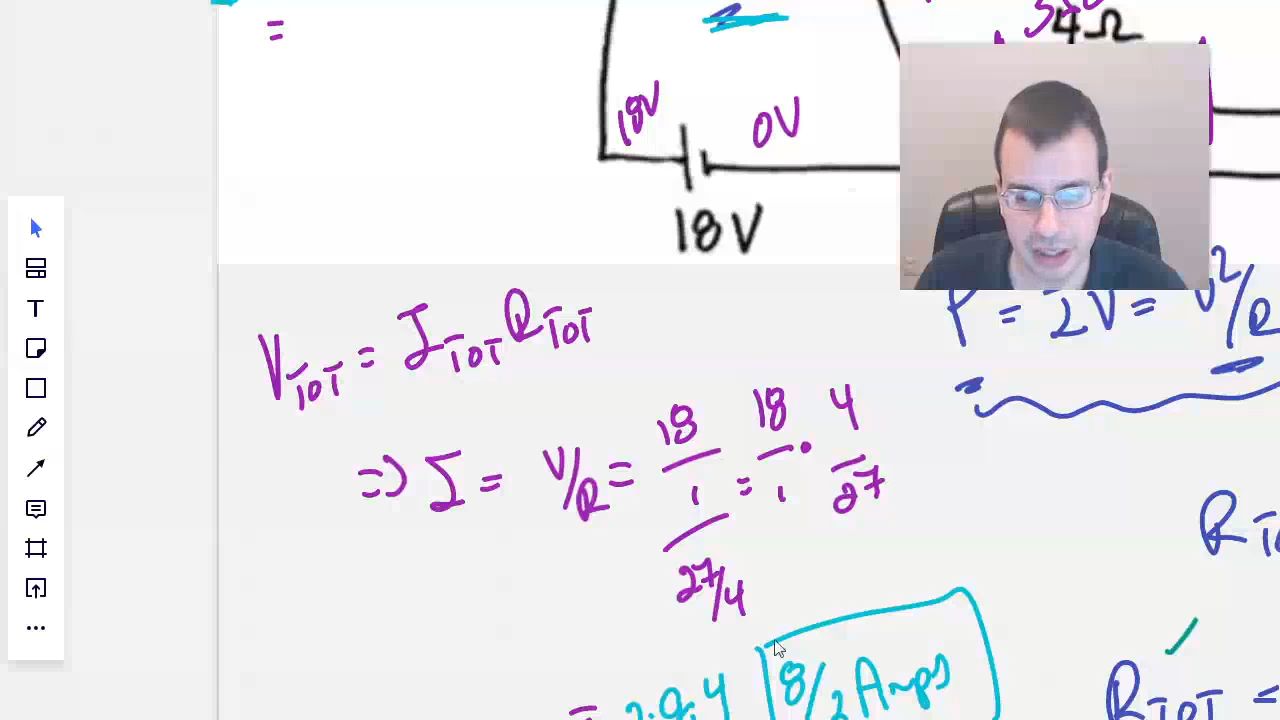 =
4Ω
18V
0V
18V
P = IV = V²/R
V_TOT = I_TOT R_TOT
=> I = V/R = 18/1 / 27/4 = 18/1 · 4/27
8/3 Amps
R_TOT =
T